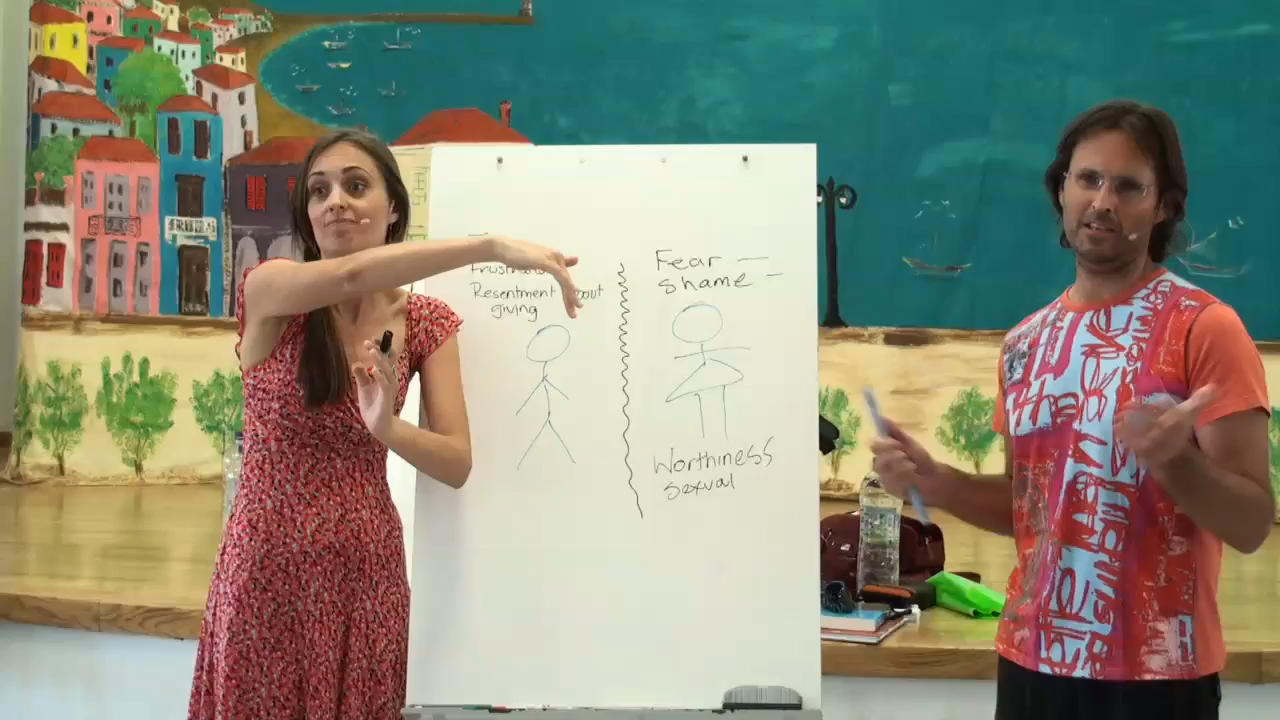 Resentment
giving
Fear —
shame –
Worthiness
sexual